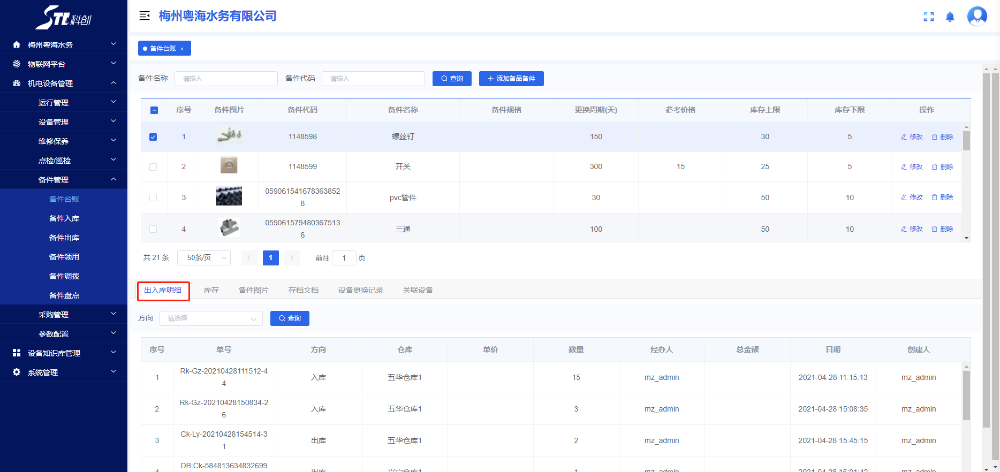 STL科创
梅州粤海水务
物联网平台
机电设备管理
运行管理
设备管理
维修保养
点检/巡检
备件管理
备件台账
备件入库
备件出库
备件领用
备件调拨
备件盘点
采购管理
参数配置
设备知识库管理
系统管理
梅州粤海水务有限公司
备件台账 ×
备件名称 请输入 备件代码 请输入 查询 添加备品备件
序号 备件图片 备件代码 备件名称 备件规格 更换周期(天) 参考价格 库存上限 库存下限 操作
1 1148598 螺丝钉 150 30 5 修改 删除
2 1148599 开关 300 15 25 5 修改 删除
059061541678363852
3 pvc管件 30 50 10 修改 删除
8
059061579480367513
4 三通 100 50 10 修改 删除
6
共 21 条 50条/页 1 前往 1 页
出入库明细 库存 备件图片 存档文档 设备更换记录 关联设备
方向 请选择 查询
序号 单号 方向 仓库 单价 数量 经办人 总金额 日期 创建人
Rk-Gz-20210428111512-4
1 入库 五华仓库1 15 mz_admin 2021-04-28 11:15:13 mz_admin
4
Rk-Gz-20210428150834-2
2 入库 五华仓库1 3 mz_admin 2021-04-28 15:08:35 mz_admin
6
Ck-Ly-20210428154514-3
3 出库 五华仓库1 2 mz_admin 2021-04-28 15:45:15 mz_admin
1
DB:Ck-584813634832699
4 出库 兴宁仓库1 1 mz_admin 2021-04-28 16:01:42 mz_admin